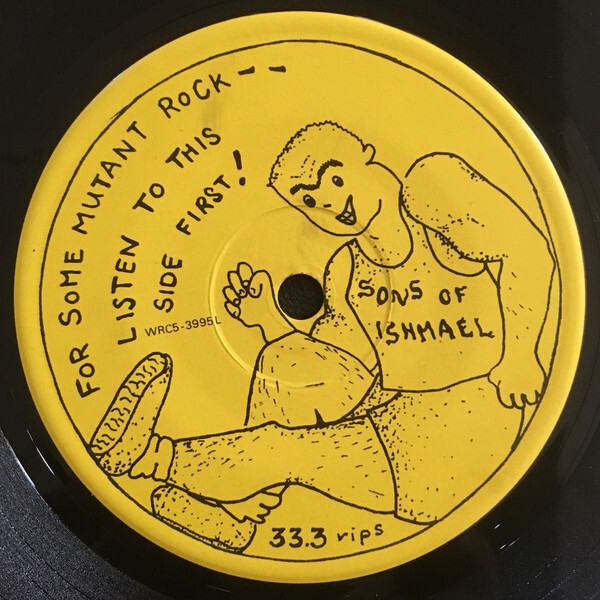 FOR SOME MUTANT ROCK--
LISTEN TO THIS
SIDE FIRST!
WRC5-3995L
SONS OF
ISHMAEL
33.3 rips